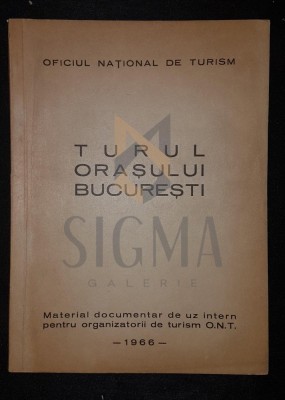 OFICIUL NAȚIONAL DE TURISM
TURUL
ORAȘULUI
BUCUREȘTI
SIGMA
GALERIE
Material documentar de uz intern
pentru organizatorii de turism O.N.T.
—1966—